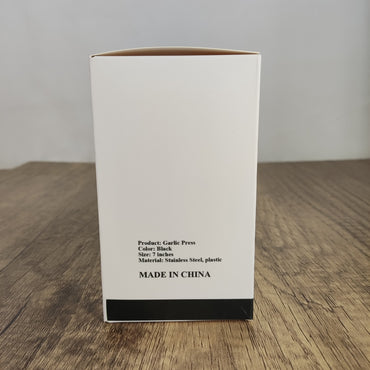 Product: Garlic Press
Color: Black
Size: 7 inches
Material: Stainless Steel, plastic
MADE IN CHINA